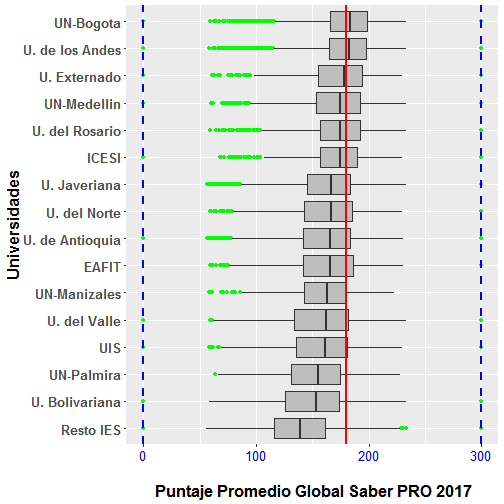 UN-Bogota
U. de los Andes
U. Externado
UN-Medellin
U. del Rosario
ICESI
U. Javeriana
U. del Norte
U. de Antioquia
EAFIT
UN-Manizales
U. del Valle
UIS
UN-Palmira
U. Bolivariana
Resto IES
Universidades
0 100 200 300
Puntaje Promedio Global Saber PRO 2017